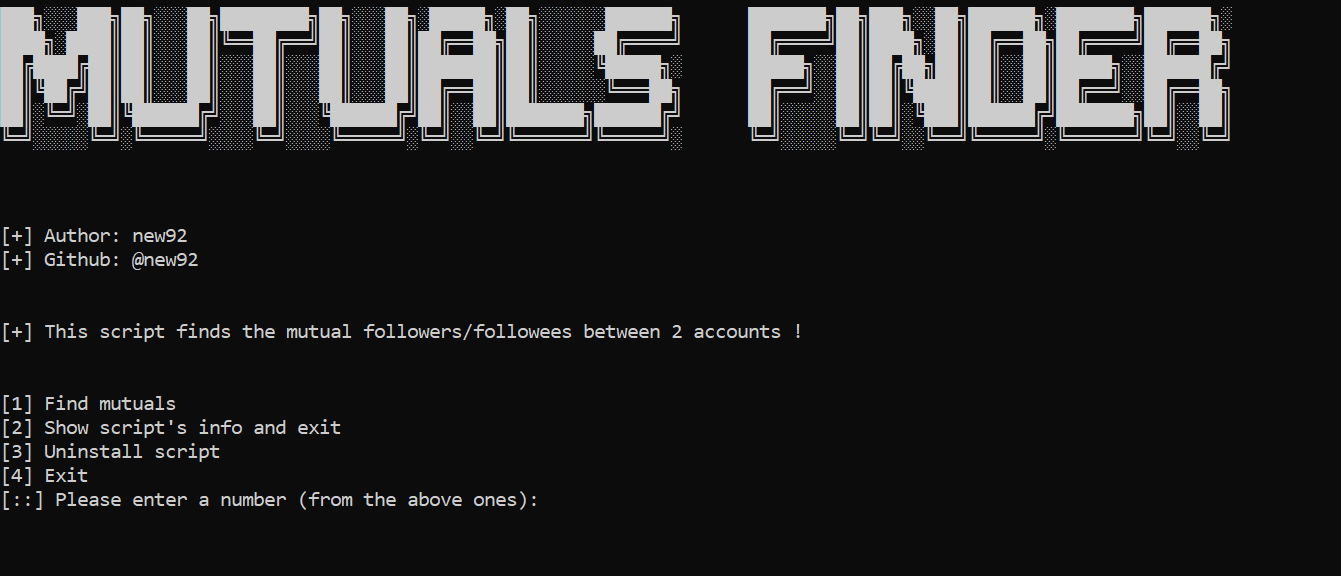 MUTUALS FINDER
[+] Author: new92
[+] Github: @new92
[+] This script finds the mutual followers/followees between 2 accounts !
[1] Find mutuals
[2] Show script's info and exit
[3] Uninstall script
[4] Exit
[::] Please enter a number (from the above ones):